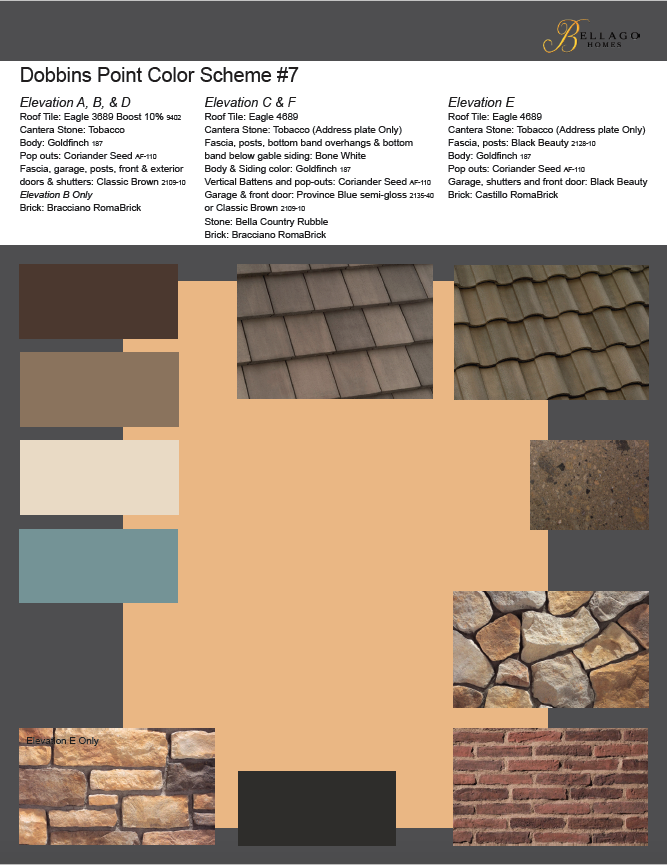 BELLAGO
HOMES
Dobbins Point Color Scheme #7
Elevation A, B, & D
Roof Tile: Eagle 3689 Boost 10% 9402
Cantera Stone: Tobacco
Body: Goldfinch 187
Pop outs: Coriander Seed AF-110
Fascia, garage, posts, front & exterior
doors & shutters: Classic Brown 2109-10
Elevation B Only
Brick: Bracciano RomaBrick
Elevation C & F
Roof Tile: Eagle 4689
Cantera Stone: Tobacco (Address plate Only)
Fascia, posts, bottom band overhangs & bottom
band below gable siding: Bone White
Body & Siding color: Goldfinch 187
Vertical Battens and pop-outs: Coriander Seed AF-110
Garage & front door: Province Blue semi-gloss 2135-40
or Classic Brown 2109-10
Stone: Bella Country Rubble
Brick: Bracciano RomaBrick
Elevation E
Roof Tile: Eagle 4689
Cantera Stone: Tobacco (Address plate Only)
Fascia, posts: Black Beauty 2128-10
Body: Goldfinch 187
Pop outs: Coriander Seed AF-110
Garage, shutters and front door: Black Beauty
Brick: Castillo RomaBrick
Elevation E Only